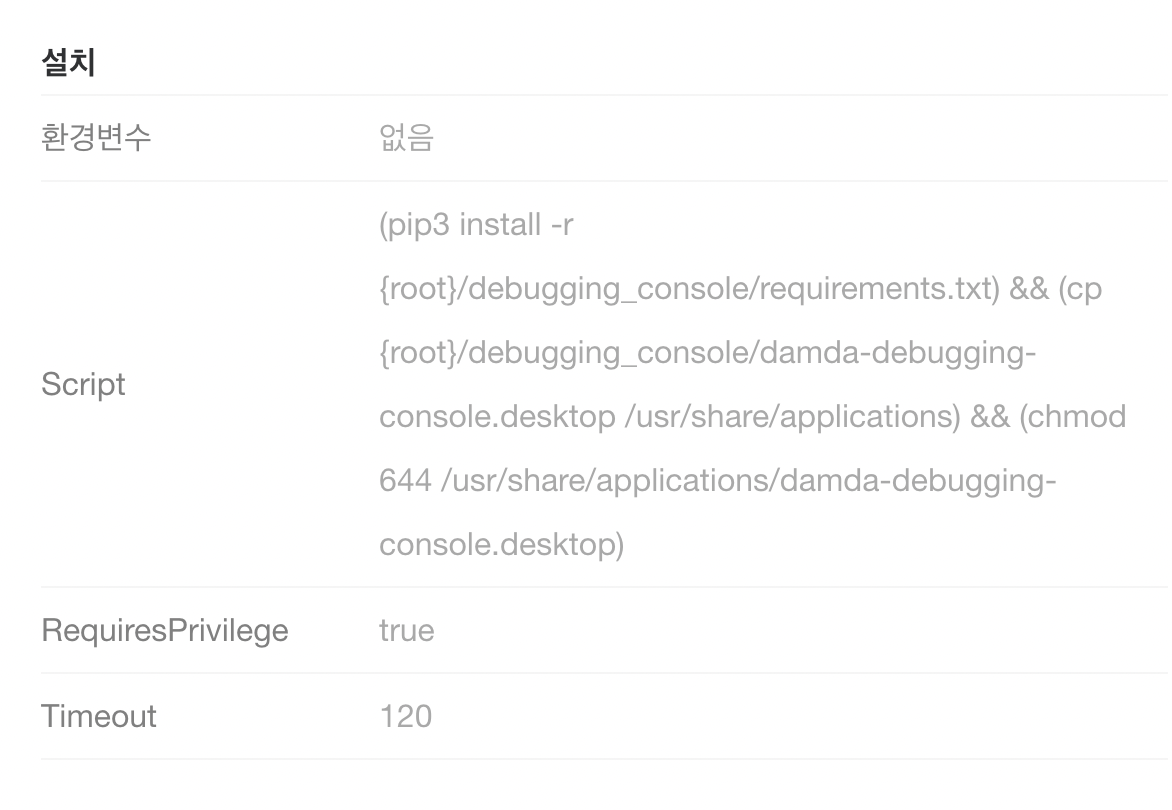 설치
환경변수 없음
Script
(pip3 install -r
{root}/debugging_console/requirements.txt) && (cp
{root}/debugging_console/damda-debugging-
console.desktop /usr/share/applications) && (chmod
644 /usr/share/applications/damda-debugging-
console.desktop)
RequiresPrivilege true
Timeout 120